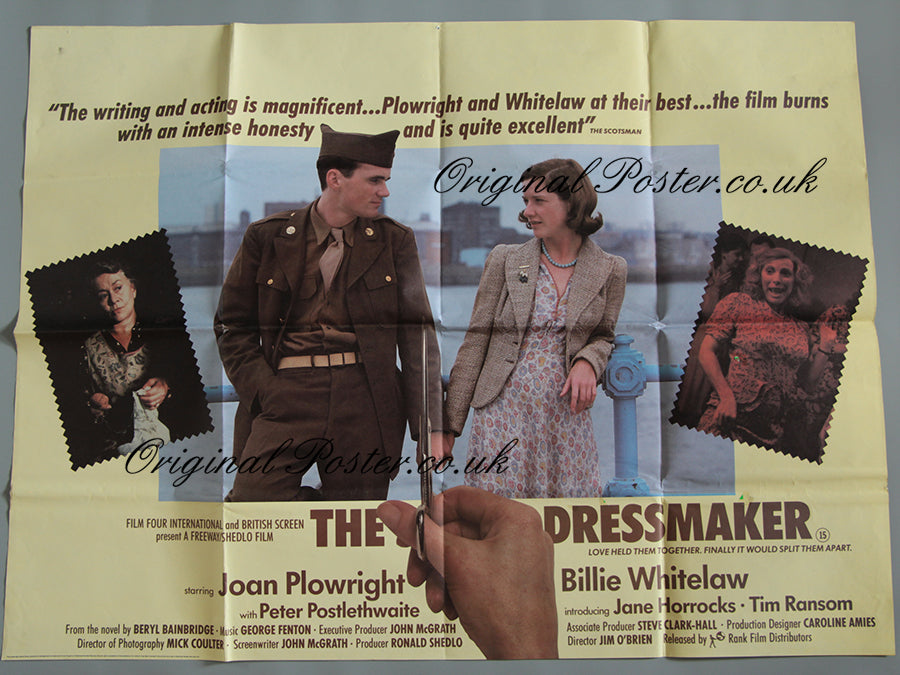 "The writing and acting is magnificent...Plowright and Whitelaw at their best...the film burns
with an intense honesty and is quite excellent" THE SCOTSMAN
Original Poster.co.uk
Original Poster.co.uk
FILM FOUR INTERNATIONAL and BRITISH SCREEN
present A FREEWAY/SHEDLO FILM
THE DRESSMAKER 15
LOVE HELD THEM TOGETHER. FINALLY IT WOULD SPLIT THEM APART.
starring Joan Plowright Billie Whitelaw
with Peter Postlethwaite introducing Jane Horrocks · Tim Ransom
From the novel by BERYL BAINBRIDGE · Music GEORGE FENTON · Executive Producer JOHN McGRATH
Director of Photography MICK COULTER · Screenwriter JOHN McGRATH · Producer RONALD SHEDLO
Associate Producer STEVE CLARK-HALL · Production Designer CAROLINE AMIES
Director JIM O'BRIEN Released by Rank Film Distributors